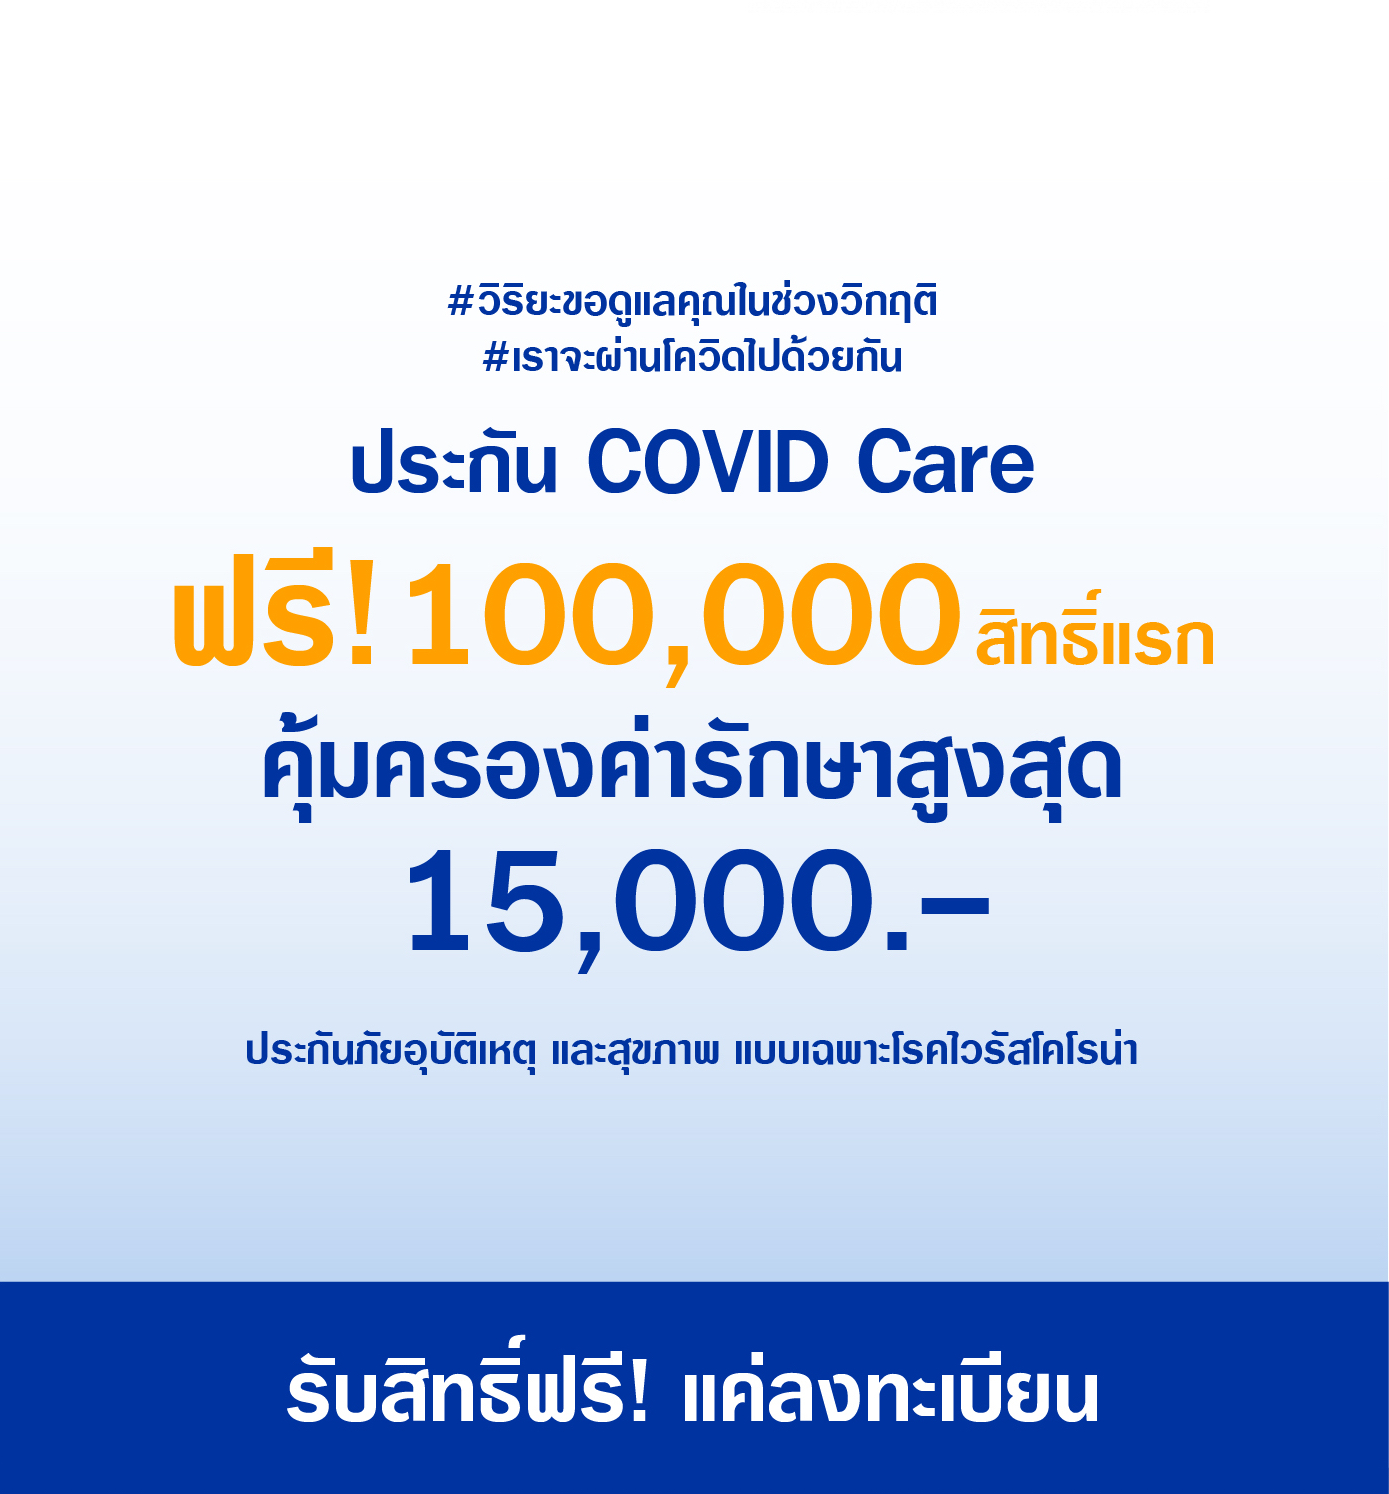 #วิริยะขอดูแลคุณในช่วงวิกฤติ
#เราจะผ่านโควิดไปด้วยกัน
ประกัน COVID Care
ฟรี! 100,000 สิทธิ์แรก
คุ้มครองค่ารักษาสูงสุด
15,000.-
ประกันภัยอุบัติเหตุ และสุขภาพ แบบเฉพาะโรคไวรัสโคโรน่า
รับสิทธิ์ฟรี! แค่ลงทะเบียน